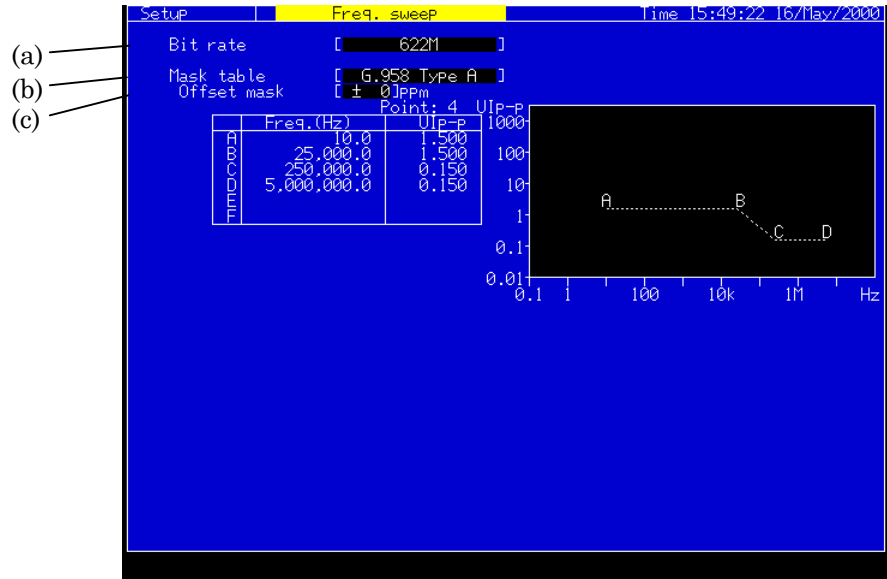 Setup Freq. sweep Time 15:49:22 16/May/2000
(a) Bit rate [ 622M ]
(b) Mask table [ G.958 Type A ]
(c) Offset mask [ ± 0]ppm
Point: 4 UIp-p
Freq.(Hz) UIp-p
A 10.0 1.500
B 25,000.0 1.500
C 250,000.0 0.150
D 5,000,000.0 0.150
E
F
1000
100
10
1
0.1
0.01
A B
C D
0.1 1 100 10k 1M Hz